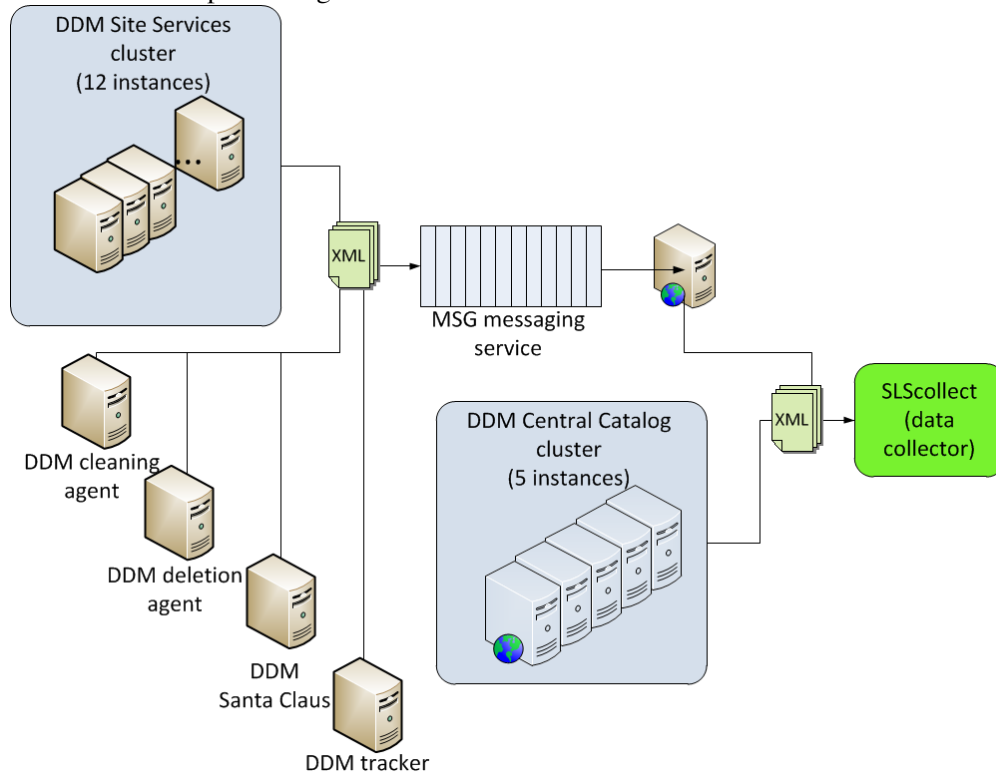 DDM Site Services
cluster
(12 instances)
XML
MSG messaging
service
DDM cleaning
agent
DDM deletion
agent
DDM
Santa Claus
DDM tracker
DDM Central Catalog
cluster
(5 instances)
XML
SLScollect
(data
collector)